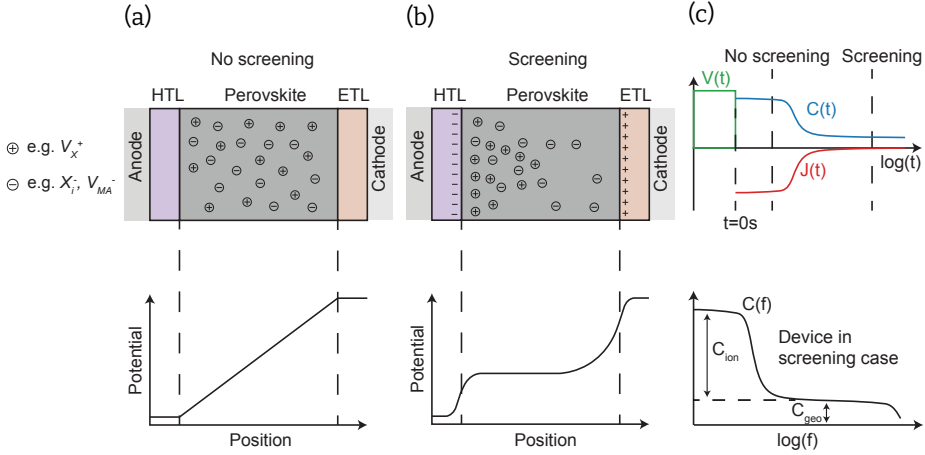 (a)
No screening
HTL Perovskite ETL
Anode
Cathode
⊕ e.g. V_X^+
⊖ e.g. X_i^-, V_MA^-
Potential
Position
(b)
Screening
HTL Perovskite ETL
Anode
Cathode
Potential
Position
(c)
No screening Screening
V(t)
C(t)
log(t)
J(t)
t=0s
C(f)
Device in
screening case
C_ion
C_geo
log(f)